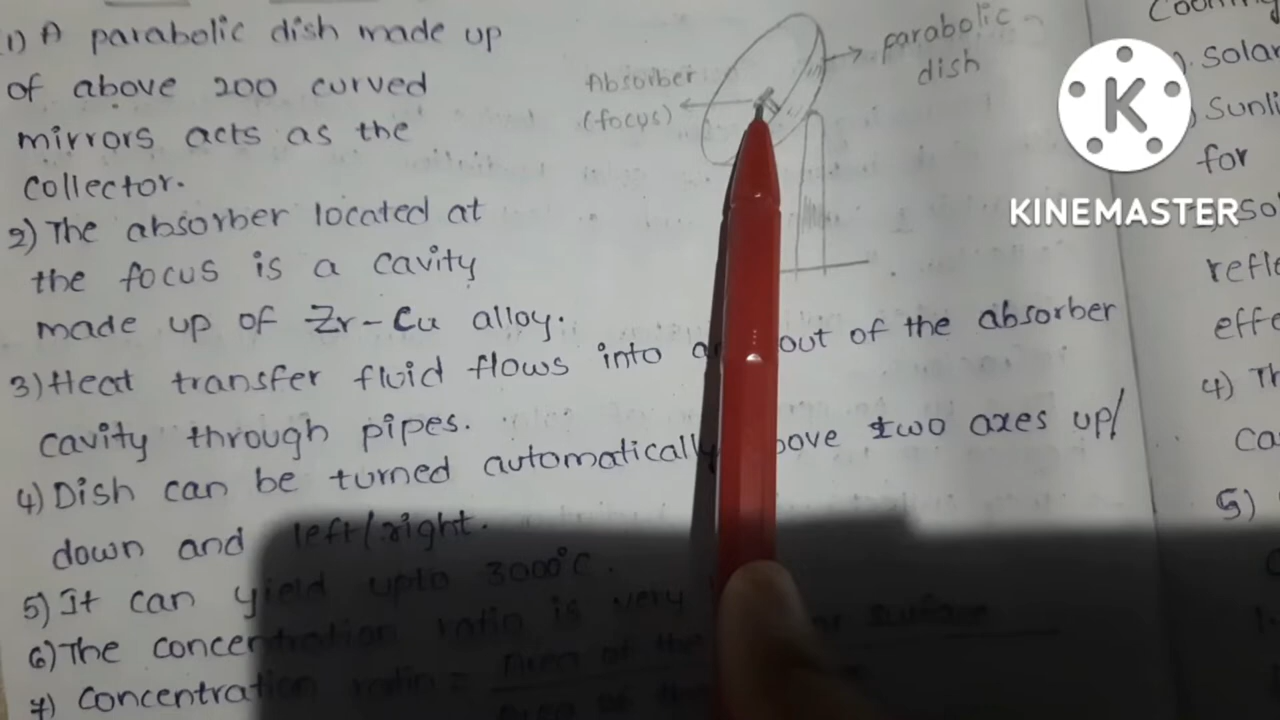 1) A parabolic dish made up
of above 200 curved
mirrors acts as the
collector.
2) The absorber located at
the focus is a cavity
made up of Zr-Cu alloy.
3) Heat transfer fluid flows into out of the absorber
cavity through pipes.
4) Dish can be turned automatically two axes up/
down and left/right.
5) It can yield upto 3000°C.
6) The concentration ratio is very
7) Concentration ratio = Area of the surface
Absorber
(focus)
parabolic
dish
K
KINEMASTER
Solar
for
4) Th
5)